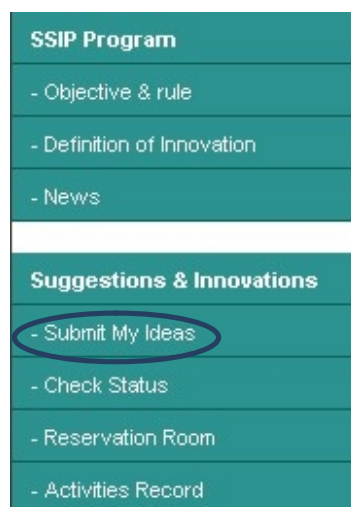 SSIP Program
- Objective & rule
- Definition of Innovation
- News
Suggestions & Innovations
- Submit My Ideas
- Check Status
- Reservation Room
- Activities Record